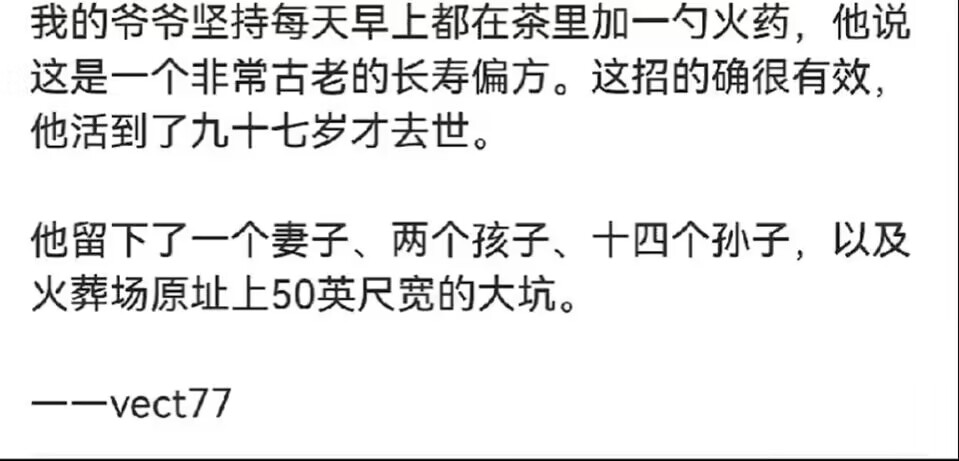 我的爷爷坚持每天早上都在茶里加一勺火药，他说
这是一个非常古老的长寿偏方。这招的确很有效，
他活到了九十七岁才去世。
他留下了一个妻子、两个孩子、十四个孙子，以及
火葬场原址上50英尺宽的大坑。
——vect77